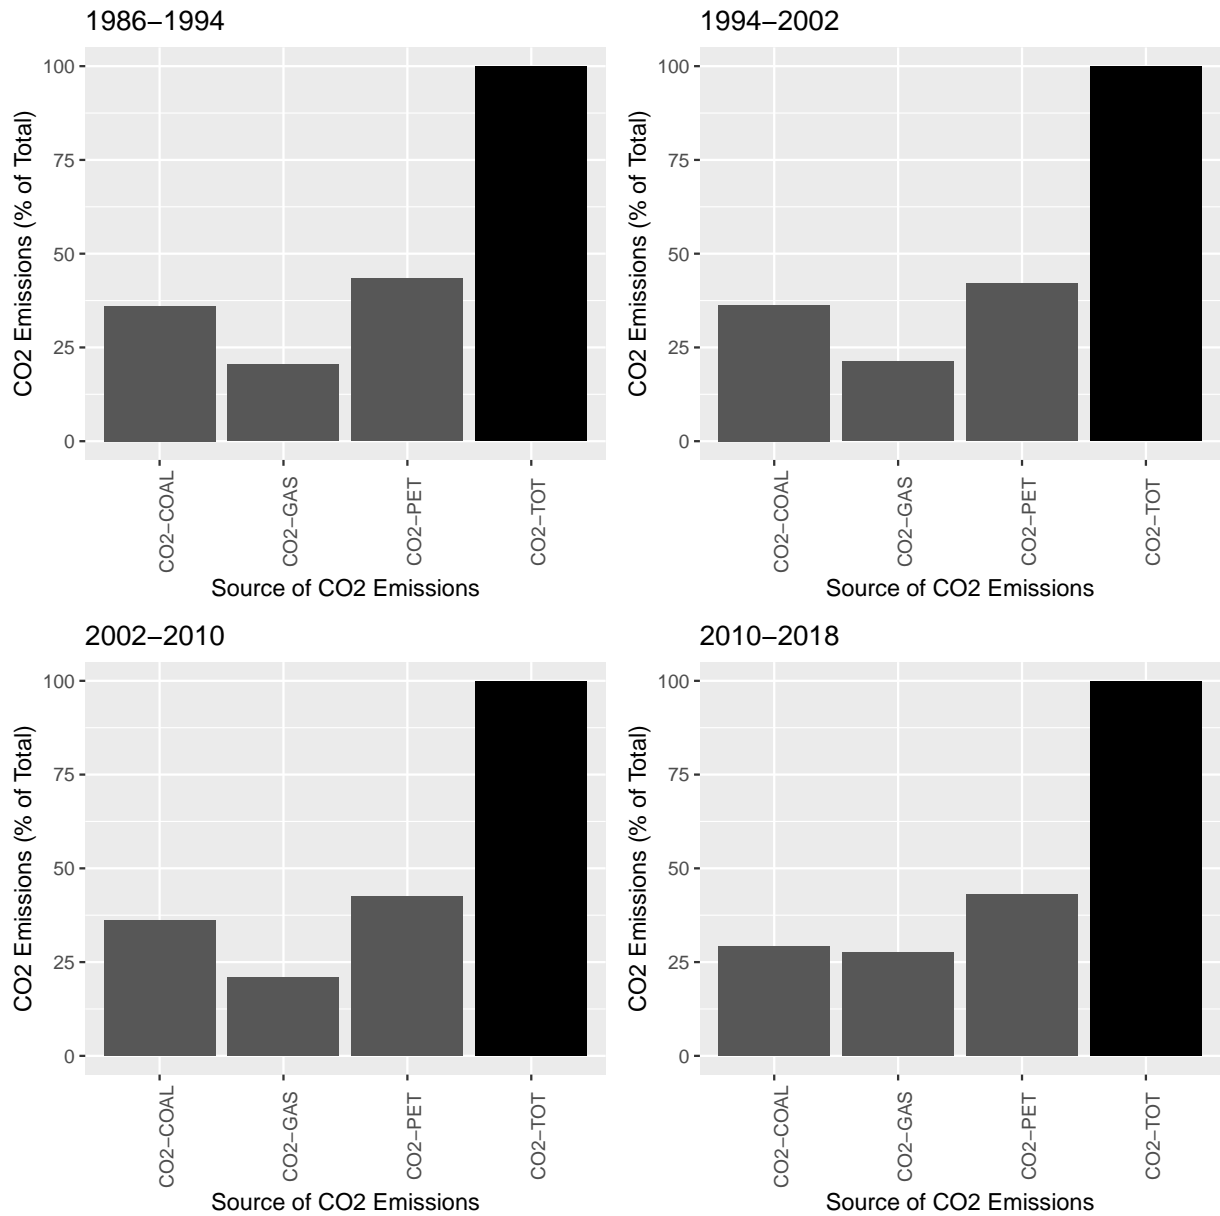 1986−1994
CO2 Emissions (% of Total)
100
75
50
25
0
CO2−COAL
CO2−GAS
CO2−PET
CO2−TOT
Source of CO2 Emissions
1994−2002
CO2 Emissions (% of Total)
100
75
50
25
0
CO2−COAL
CO2−GAS
CO2−PET
CO2−TOT
Source of CO2 Emissions
2002−2010
CO2 Emissions (% of Total)
100
75
50
25
0
CO2−COAL
CO2−GAS
CO2−PET
CO2−TOT
Source of CO2 Emissions
2010−2018
CO2 Emissions (% of Total)
100
75
50
25
0
CO2−COAL
CO2−GAS
CO2−PET
CO2−TOT
Source of CO2 Emissions